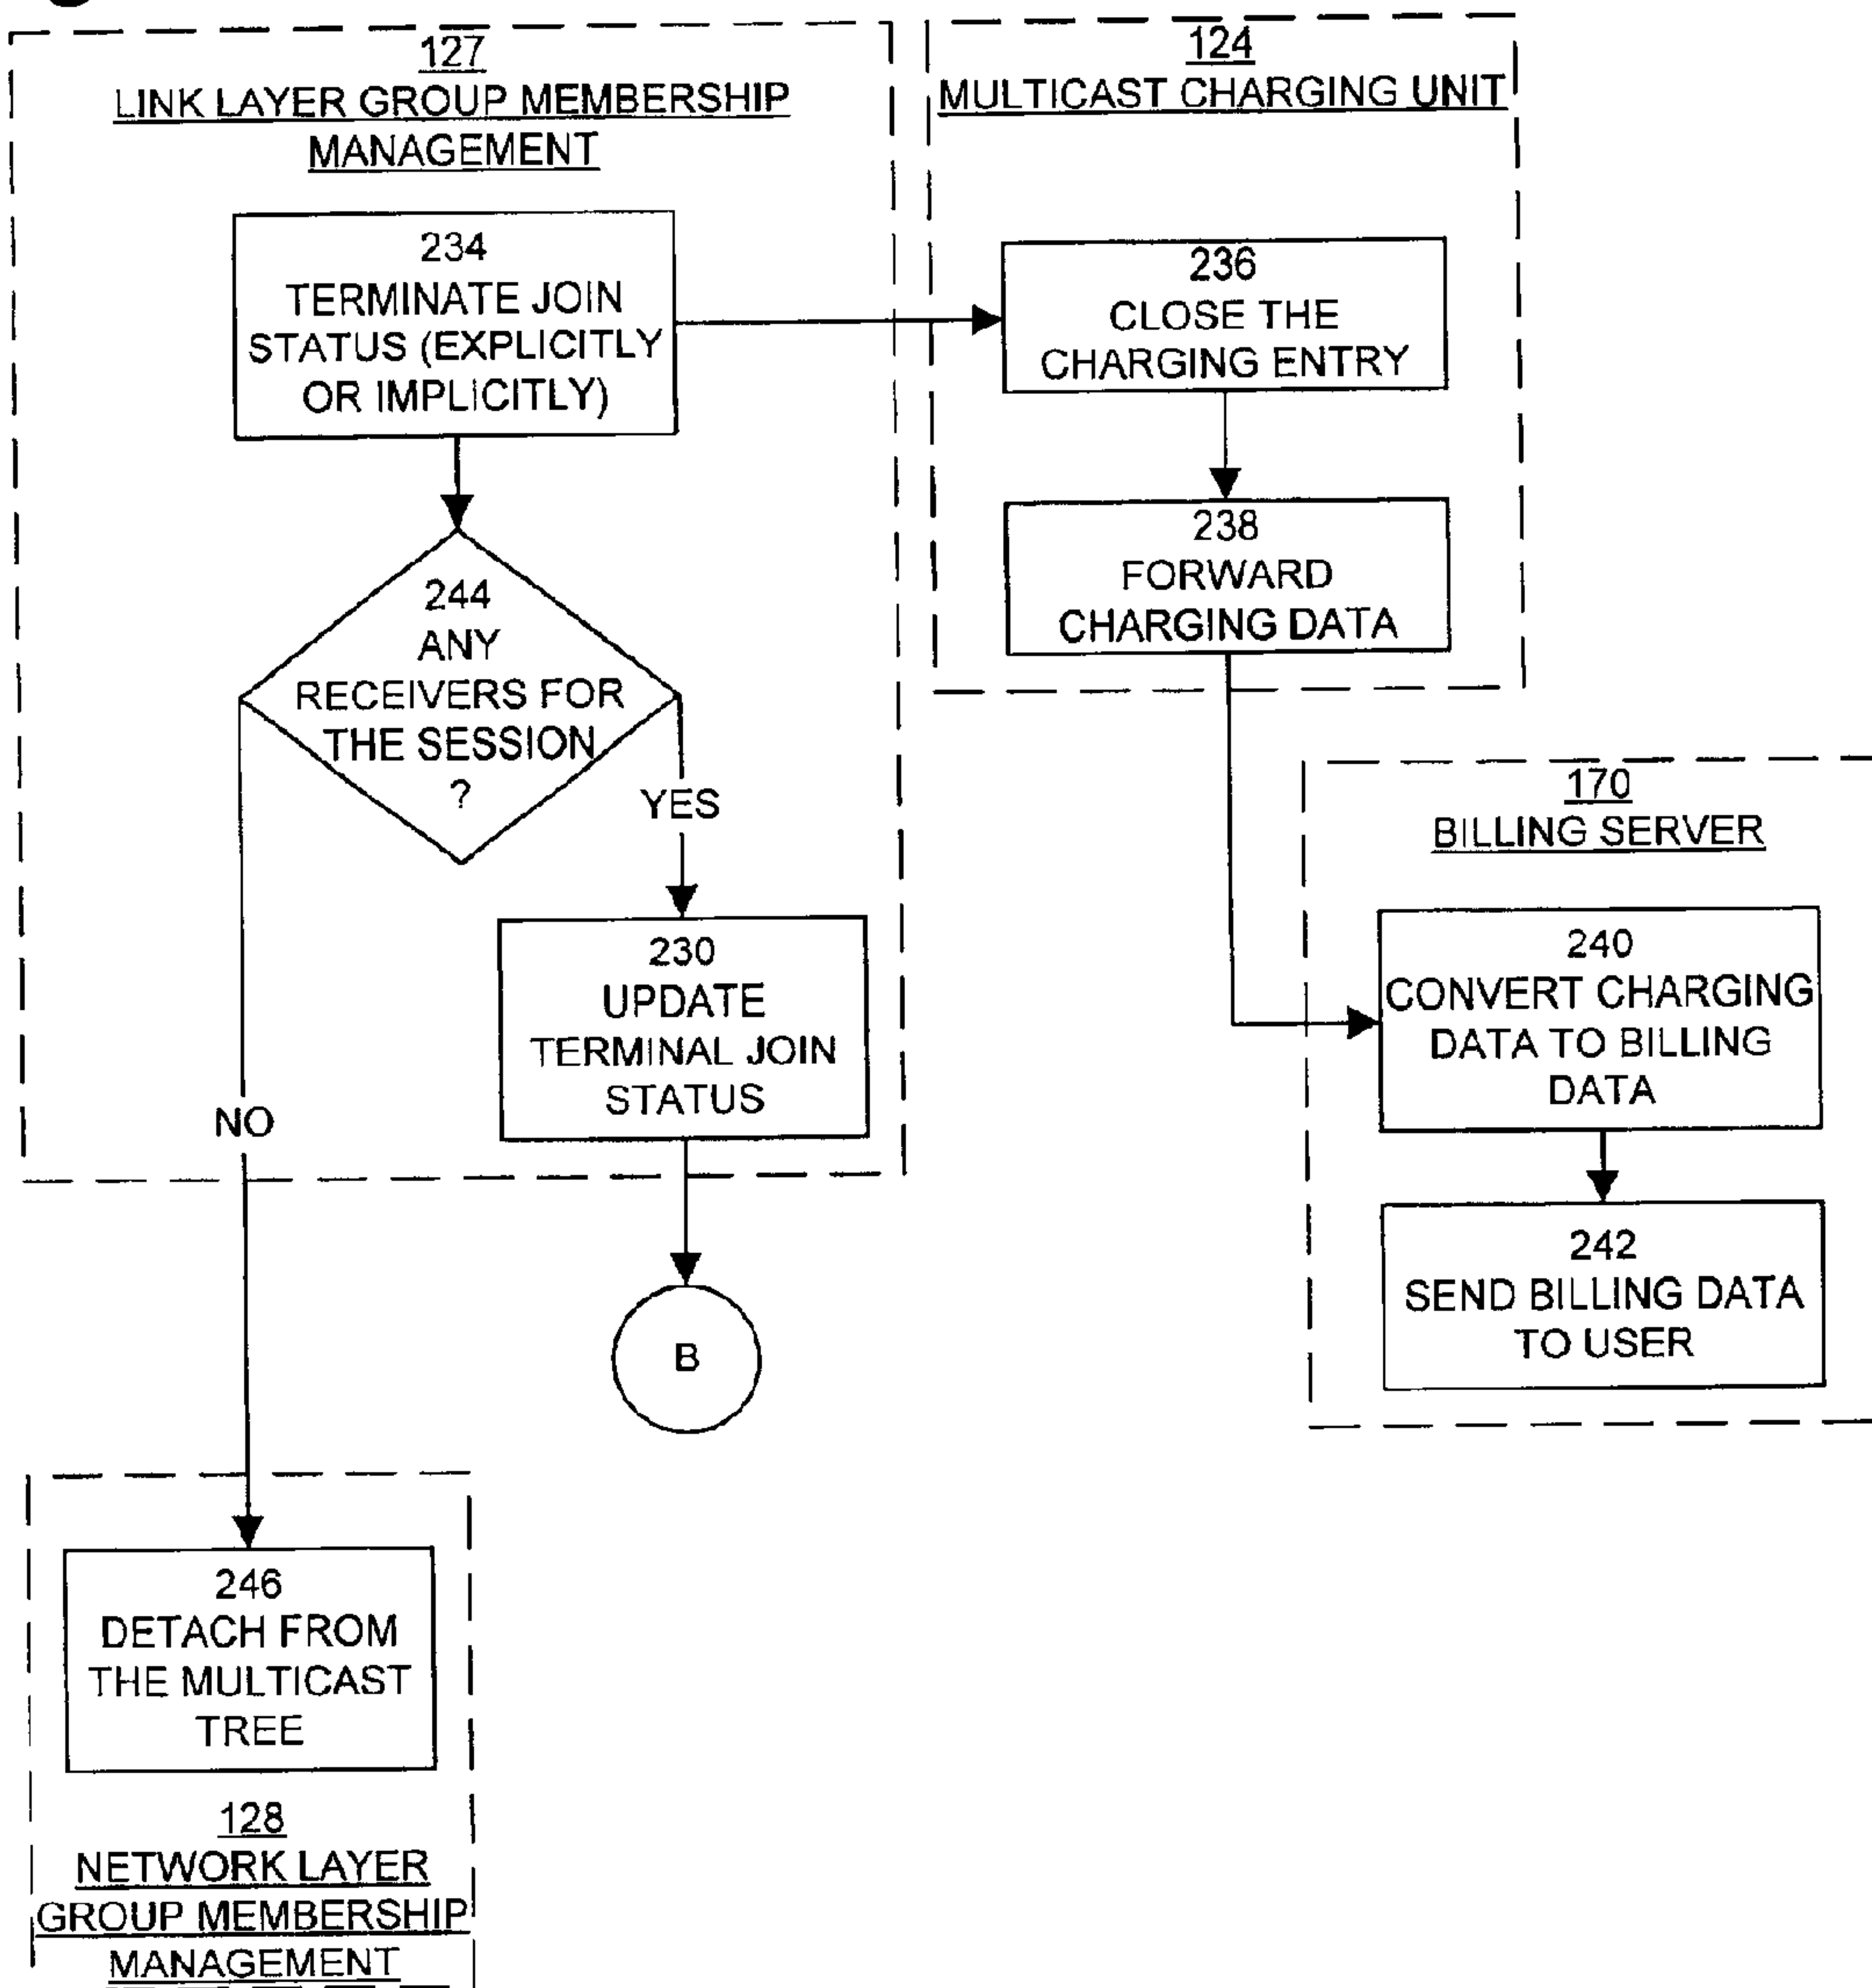 127
LINK LAYER GROUP MEMBERSHIP
MANAGEMENT
234
TERMINATE JOIN
STATUS (EXPLICITLY
OR IMPLICITLY)
244
ANY
RECEIVERS FOR
THE SESSION
?
YES
NO
230
UPDATE
TERMINAL JOIN
STATUS
B
124
MULTICAST CHARGING UNIT
236
CLOSE THE
CHARGING ENTRY
238
FORWARD
CHARGING DATA
170
BILLING SERVER
240
CONVERT CHARGING
DATA TO BILLING
DATA
242
SEND BILLING DATA
TO USER
246
DETACH FROM
THE MULTICAST
TREE
128
NETWORK LAYER
GROUP MEMBERSHIP
MANAGEMENT